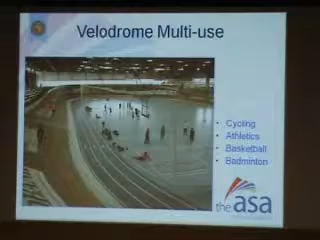 Velodrome Multi-use
• Cycling
• Athletics
• Basketball
• Badminton
the asa